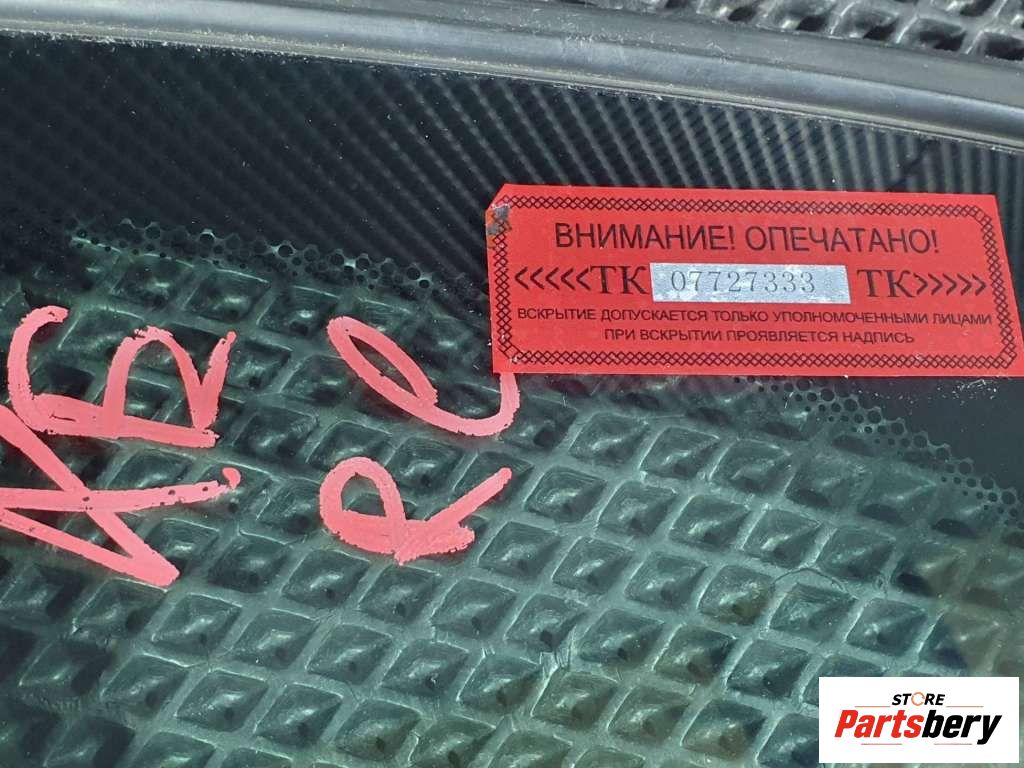 ВНИМАНИЕ! ОПЕЧАТАНО!
<<<<<ТК 07727333 ТК>>>>>
ВСКРЫТИЕ ДОПУСКАЕТСЯ ТОЛЬКО УПОЛНОМОЧЕННЫМИ ЛИЦАМИ
ПРИ ВСКРЫТИИ ПРОЯВЛЯЕТСЯ НАДПИСЬ
STORE
Partsbery